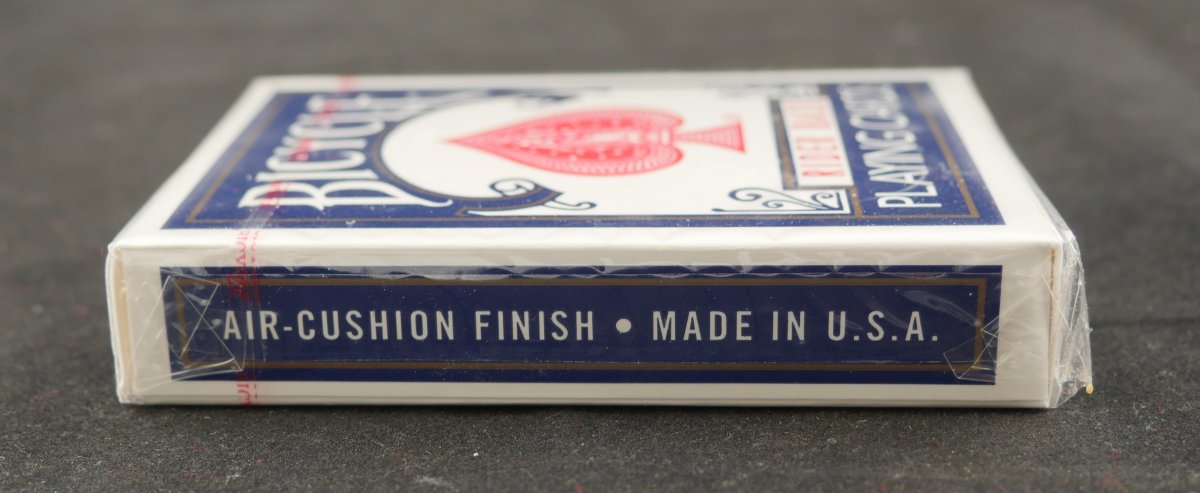 BICYCLE
RIDER BACK
PLAYING CARDS
AIR-CUSHION FINISH • MADE IN U.S.A.